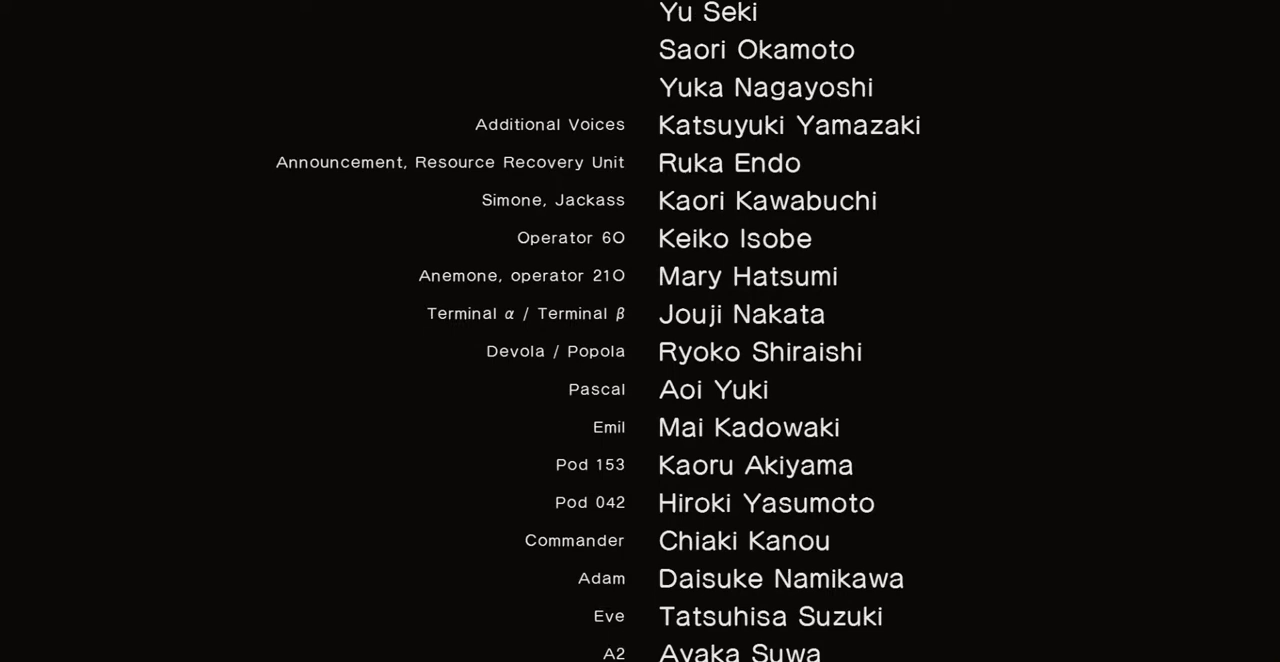 Yu Seki
Saori Okamoto
Yuka Nagayoshi
Additional Voices Katsuyuki Yamazaki
Announcement, Resource Recovery Unit Ruka Endo
Simone, Jackass Kaori Kawabuchi
Operator 6O Keiko Isobe
Anemone, operator 21O Mary Hatsumi
Terminal α / Terminal β Jouji Nakata
Devola / Popola Ryoko Shiraishi
Pascal Aoi Yuki
Emil Mai Kadowaki
Pod 153 Kaoru Akiyama
Pod 042 Hiroki Yasumoto
Commander Chiaki Kanou
Adam Daisuke Namikawa
Eve Tatsuhisa Suzuki
A2 Ayaka Suwa